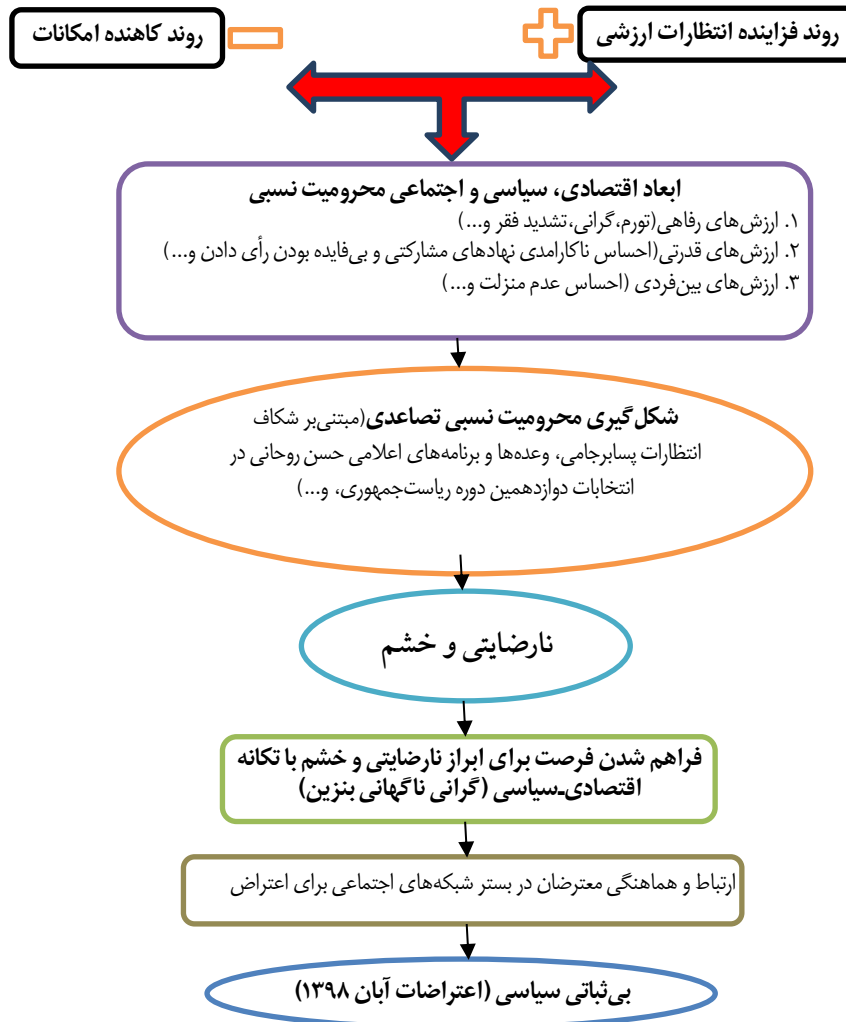 روند فزاینده انتظارات ارزشی
روند کاهنده امکانات
ابعاد اقتصادی، سیاسی و اجتماعی محرومیت نسبی
۱. ارزش‌های رفاهی(تورم،گرانی،تشدید فقر و...)
۲. ارزش‌های قدرتی(احساس ناکارامدی نهادهای مشارکتی و بی‌فایده بودن رأی دادن و...)
۳. ارزش‌های بین‌فردی (احساس عدم منزلت و...)
شکل‌گیری محرومیت نسبی تصاعدی(مبتنی‌بر شکاف
انتظارات پسابرجامی، وعده‌ها و برنامه‌های اعلامی حسن روحانی در
انتخابات دوازدهمین دوره ریاست‌جمهوری، و...)
نارضایتی و خشم
فراهم شدن فرصت برای ابراز نارضایتی و خشم با تکانه
اقتصادی‌ـ‌سیاسی (گرانی ناگهانی بنزین)
ارتباط و هماهنگی معترضان در بستر شبکه‌های اجتماعی برای اعتراض
بی‌ثباتی سیاسی (اعتراضات آبان ۱۳۹۸)